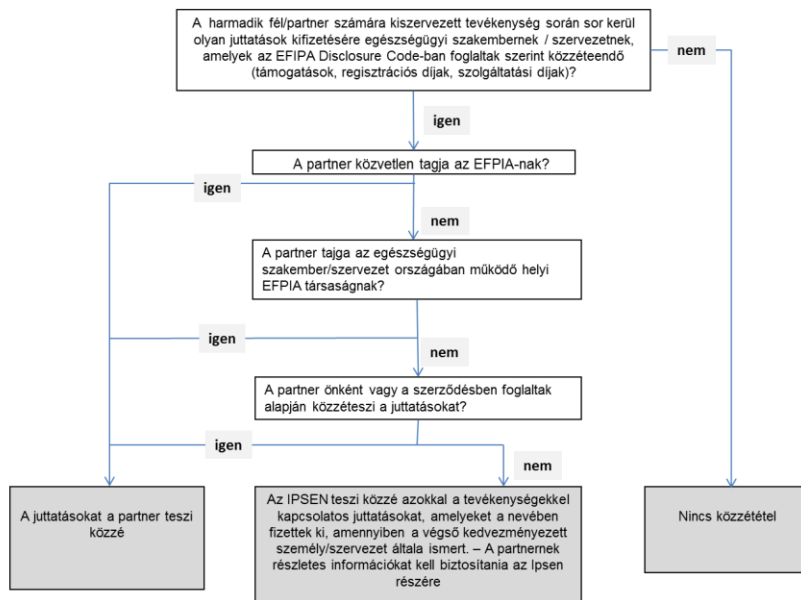 A harmadik fél/partner számára kiszervezett tevékenység során sor kerül
olyan juttatások kifizetésére egészségügyi szakembernek / szervezetnek,
amelyek az EFIPA Disclosure Code-ban foglaltak szerint közzéteendő
(támogatások, regisztrációs díjak, szolgáltatási díjak)?
nem
igen
A partner közvetlen tagja az EFPIA-nak?
igen
nem
A partner tajga az egészségügyi
szakember/szervezet országában működő helyi
EFPIA társaságnak?
igen
nem
A partner önként vagy a szerződésben foglaltak
alapján közzéteszi a juttatásokat?
igen
nem
A juttatásokat a partner teszi
közzé
Az IPSEN teszi közzé azokkal a tevékenységekkel
kapcsolatos juttatásokat, amelyeket a nevében
fizettek ki, amennyiben a végső kedvezményezett
személy/szervezet általa ismert. – A partnernek
részletes információkat kell biztosítania az Ipsen
részére
Nincs közzététel